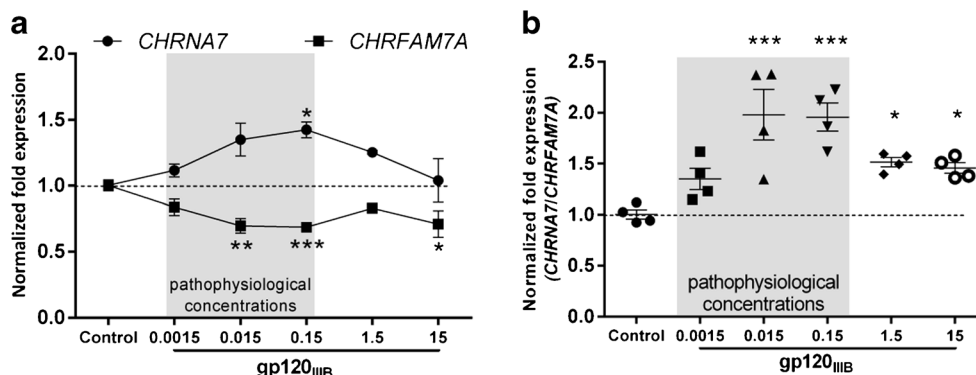 a
CHRNA7 CHRFAM7A
Normalized fold expression
2.0
1.5
1.0
0.5
0.0
*
** *** *
pathophysiological
concentrations
Control 0.0015 0.015 0.15 1.5 15
gp120IIIB
b
*** ***
* *
Normalized fold expression
(CHRNA7/CHRFAM7A)
2.5
2.0
1.5
1.0
0.5
0.0
pathophysiological
concentrations
Control 0.0015 0.015 0.15 1.5 15
gp120IIIB